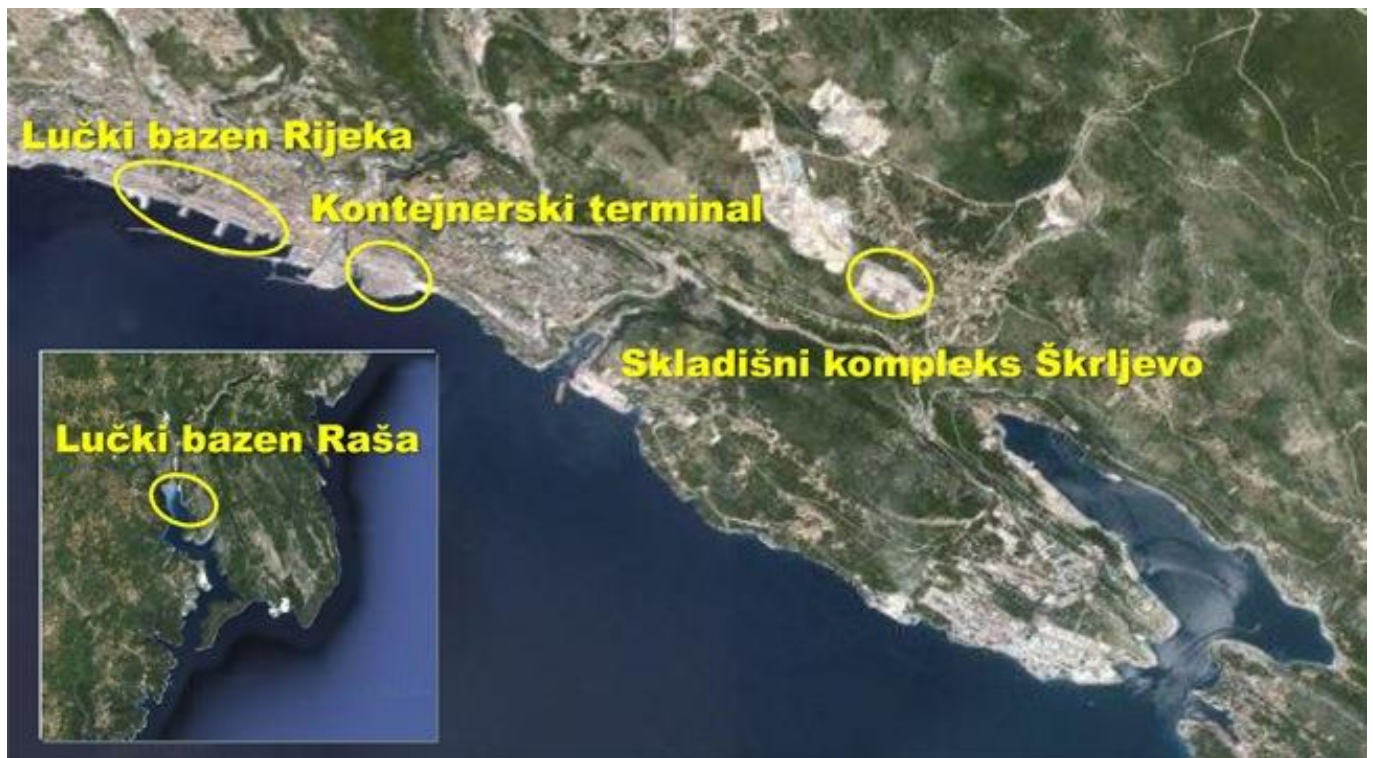 Lučki bazen Rijeka
Kontejnerski terminal
Skladišni kompleks Škrljevo
Lučki bazen Raša